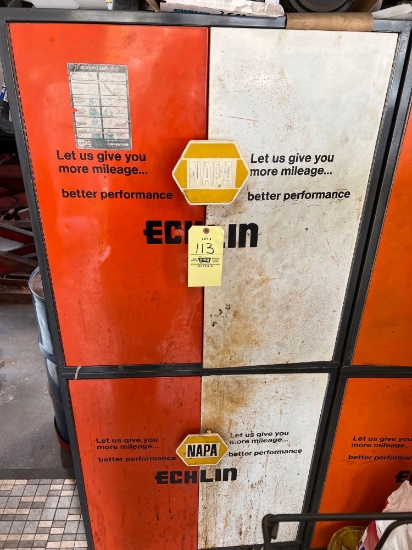 Let us give you
more mileage...
better performance
NAPA
Let us give you
more mileage...
better performance
ECHLIN
LOT #
113
Let us give you
more mileage...
better performance
NAPA
Let us give you
more mileage...
better performance
ECHLIN